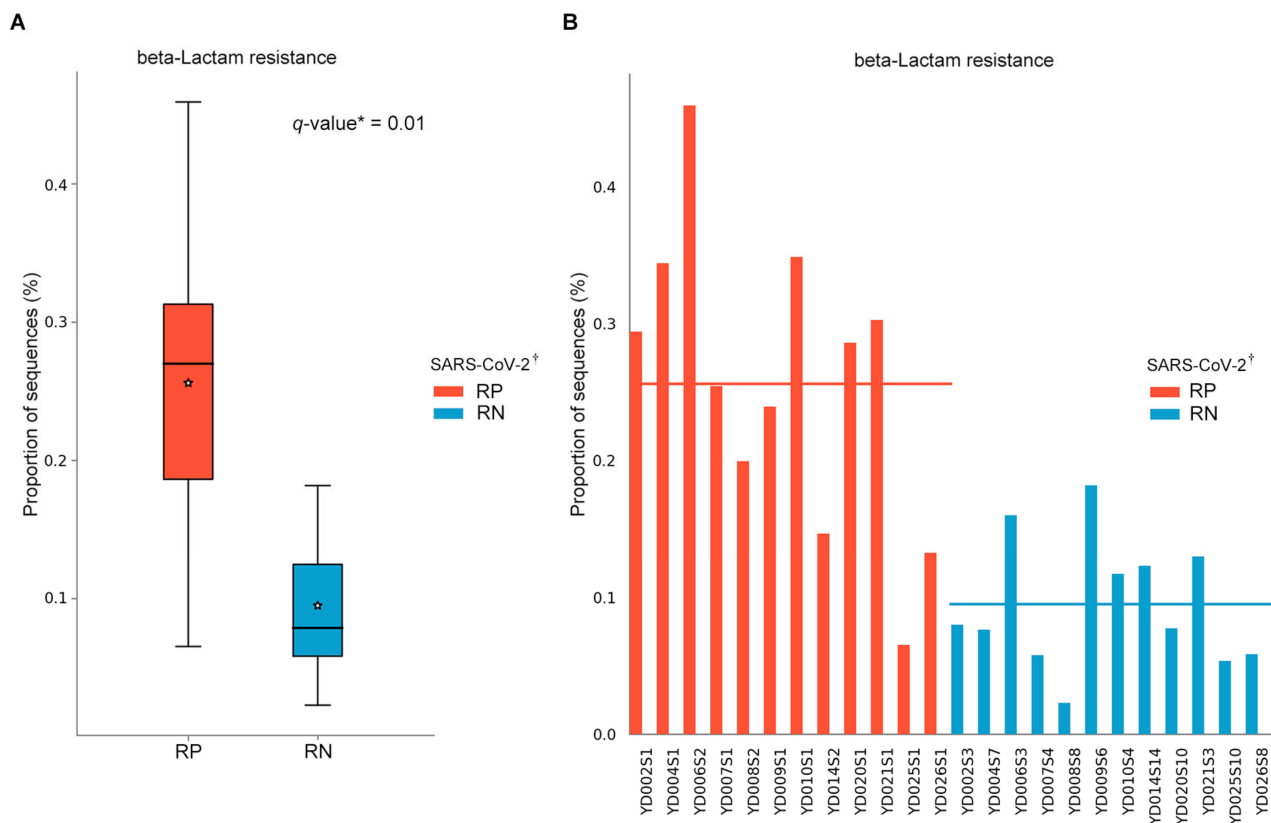 A
beta-Lactam resistance
q-value* = 0.01
Proportion of sequences (%)
0.4
0.3
0.2
0.1
RP
RN
SARS-CoV-2†
RP
RN
B
beta-Lactam resistance
Proportion of sequences (%)
0.4
0.3
0.2
0.1
0.0
SARS-CoV-2†
RP
RN
YD002S1
YD004S1
YD006S2
YD007S1
YD008S2
YD009S1
YD010S1
YD014S2
YD020S1
YD021S1
YD025S1
YD026S1
YD002S3
YD004S7
YD006S3
YD007S4
YD008S8
YD009S6
YD010S4
YD014S14
YD020S10
YD021S3
YD025S10
YD026S8